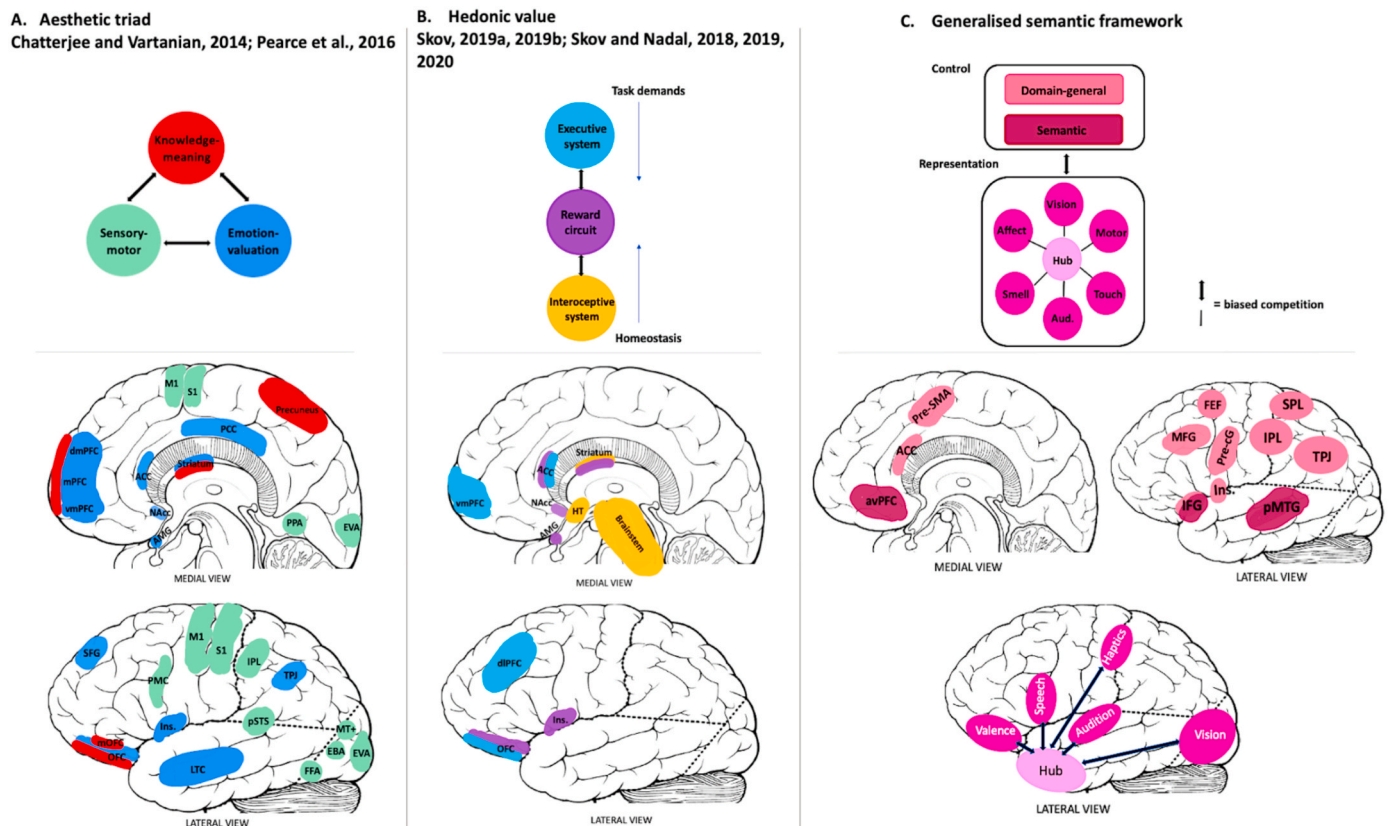 A. Aesthetic triad
Chatterjee and Vartanian, 2014; Pearce et al., 2016
Knowledge-
meaning
Sensory-
motor
Emotion-
valuation
M1
S1
Precuneus
PCC
dmPFC
Striatum
ACC
mPFC
vmPFC
NAcc
AMG
PPA
EVA
MEDIAL VIEW
M1
S1
SFG
IPL
PMC
TPJ
Ins.
pSTS
MT+
mOFC
OFC
EBA
EVA
LTC
FFA
LATERAL VIEW
B. Hedonic value
Skov, 2019a, 2019b; Skov and Nadal, 2018, 2019,
2020
Task demands
Executive
system
Reward
circuit
Interoceptive
system
Homeostasis
Striatum
ACC
vmPFC
NAcc
HT
AMG
Brainstem
MEDIAL VIEW
dlPFC
Ins.
OFC
LATERAL VIEW
C. Generalised semantic framework
Control
Domain-general
Semantic
Representation
Vision
Affect
Motor
Hub
Smell
Touch
Aud.
= biased competition
Pre-SMA
ACC
avPFC
MEDIAL VIEW
FEF
SPL
MFG
Pre-cG
IPL
TPJ
Ins.
IFG
pMTG
LATERAL VIEW
Haptics
Speech
Valence
Audition
Vision
Hub
LATERAL VIEW